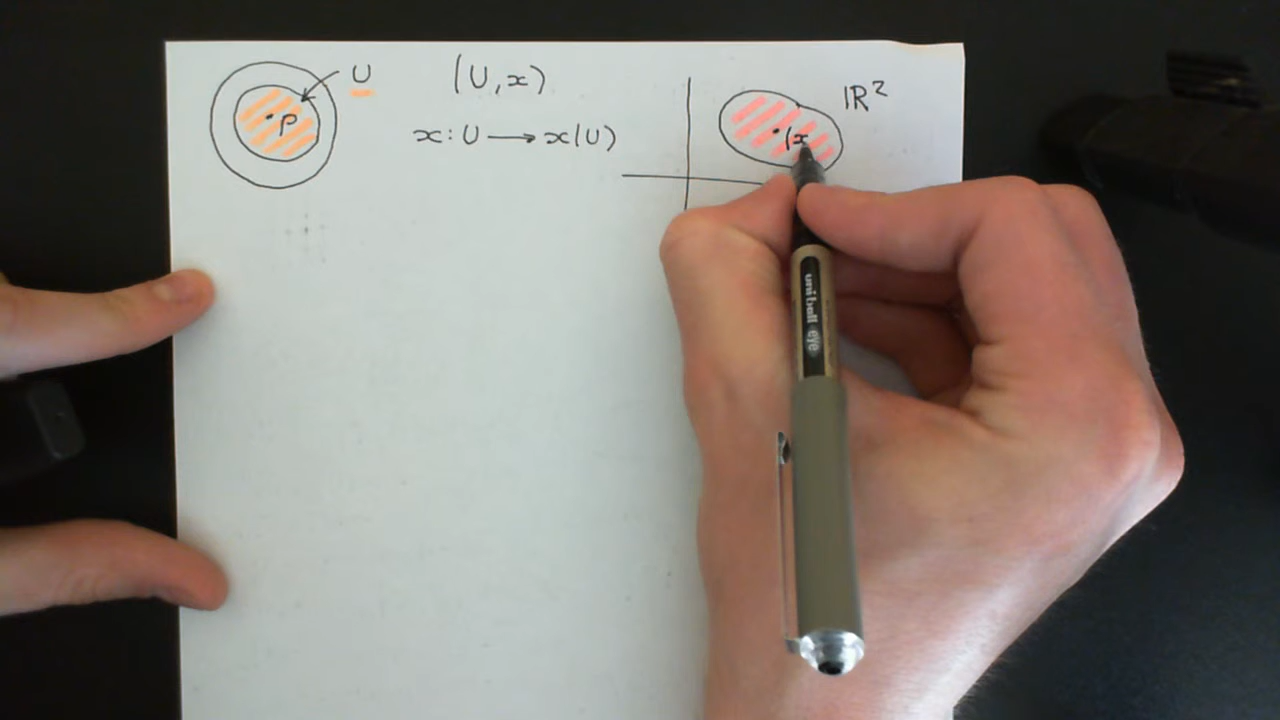 U
(U,x)
ℝ²
p
(x
x:U⟶x(U)
uni ball eye